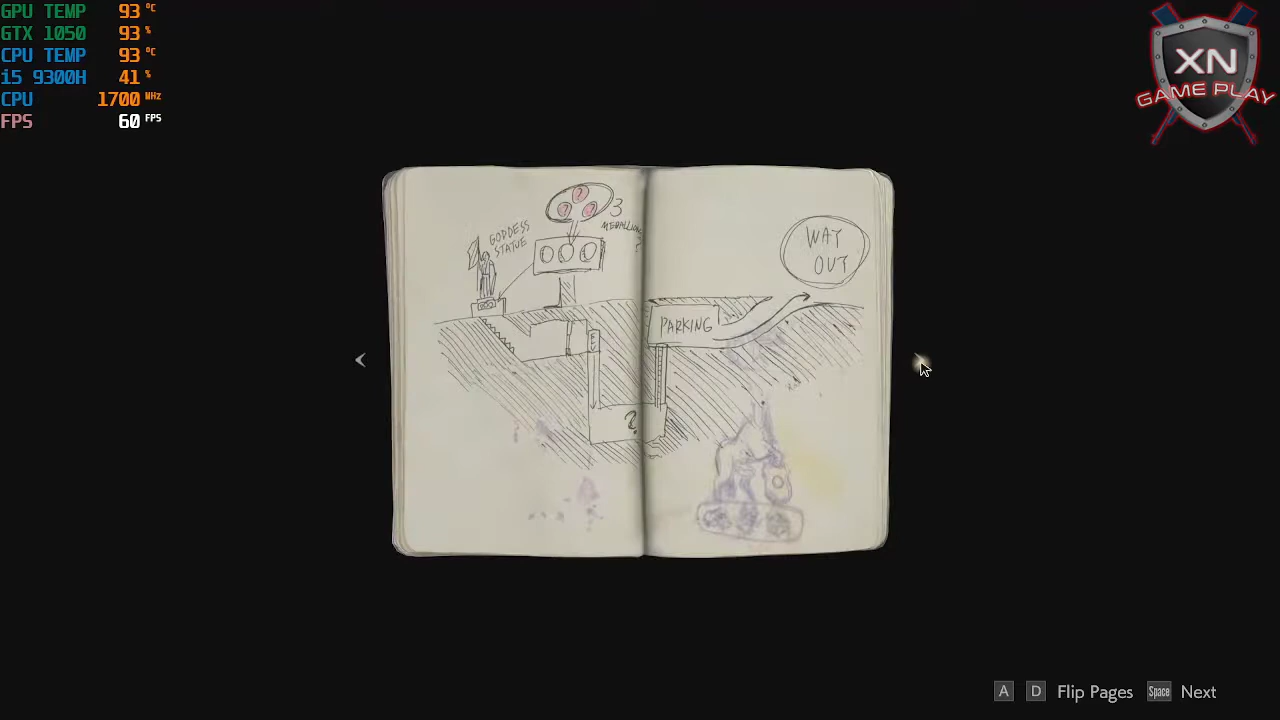 GPU TEMP 93 °C
GTX 1050 93 %
CPU TEMP 93 °C
i5 9300H 41 %
CPU 1700 MHz
FPS 60 FPS
XN
GAME PLAY
? ? ?
3
MEDALLIONS
?
GODDESS
STATUE
WAY
OUT
PARKING
EV
?
A D Flip Pages Space Next